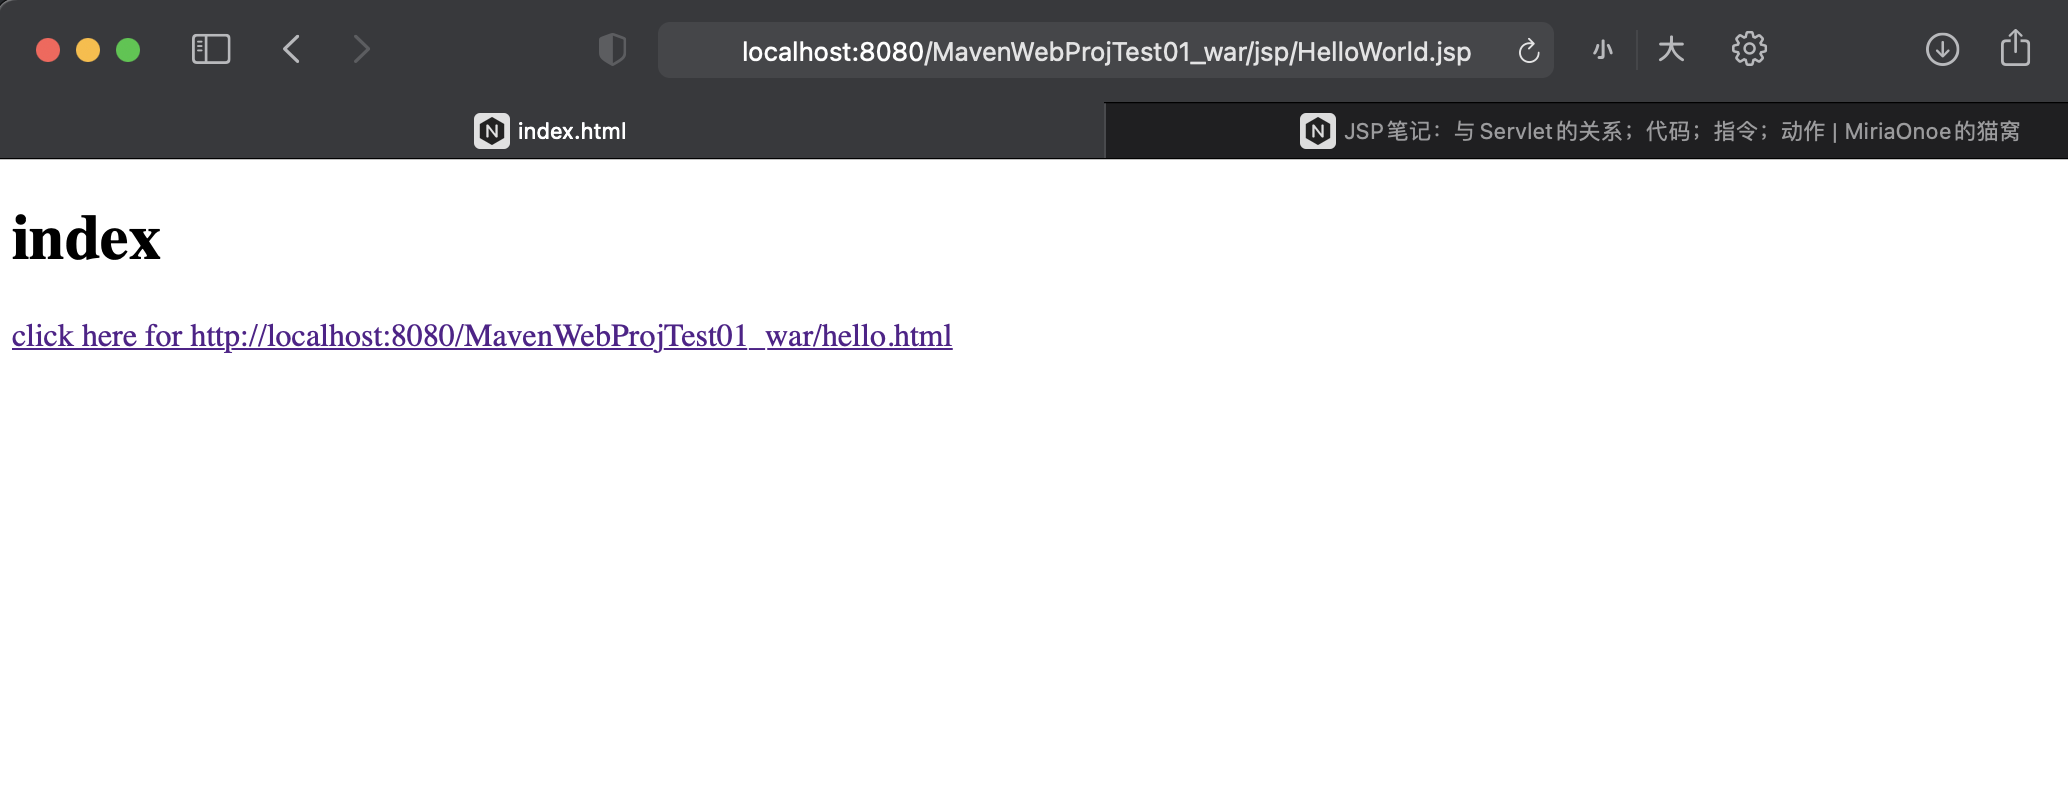 localhost:8080/MavenWebProjTest01_war/jsp/HelloWorld.jsp
小 大
N index.html
N JSP笔记：与Servlet的关系；代码；指令；动作 | MiriaOnoe的猫窝
index
click here for http://localhost:8080/MavenWebProjTest01_war/hello.html